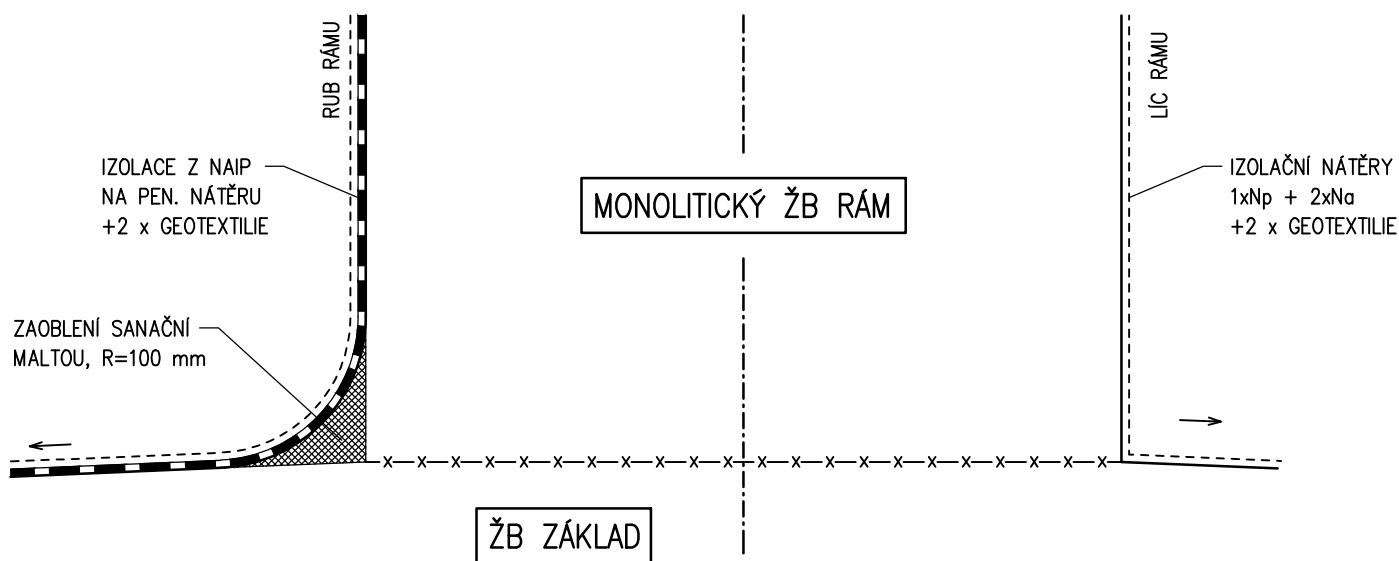 RUB RÁMU
LÍC RÁMU
IZOLACE Z NAIP
NA PEN. NÁTĚRU
+2 x GEOTEXTILIE
MONOLITICKÝ ŽB RÁM
IZOLAČNÍ NÁTĚRY
1xNp + 2xNa
+2 x GEOTEXTILIE
ZAOBLENÍ SANAČNÍ
MALTOU, R=100 mm
ŽB ZÁKLAD